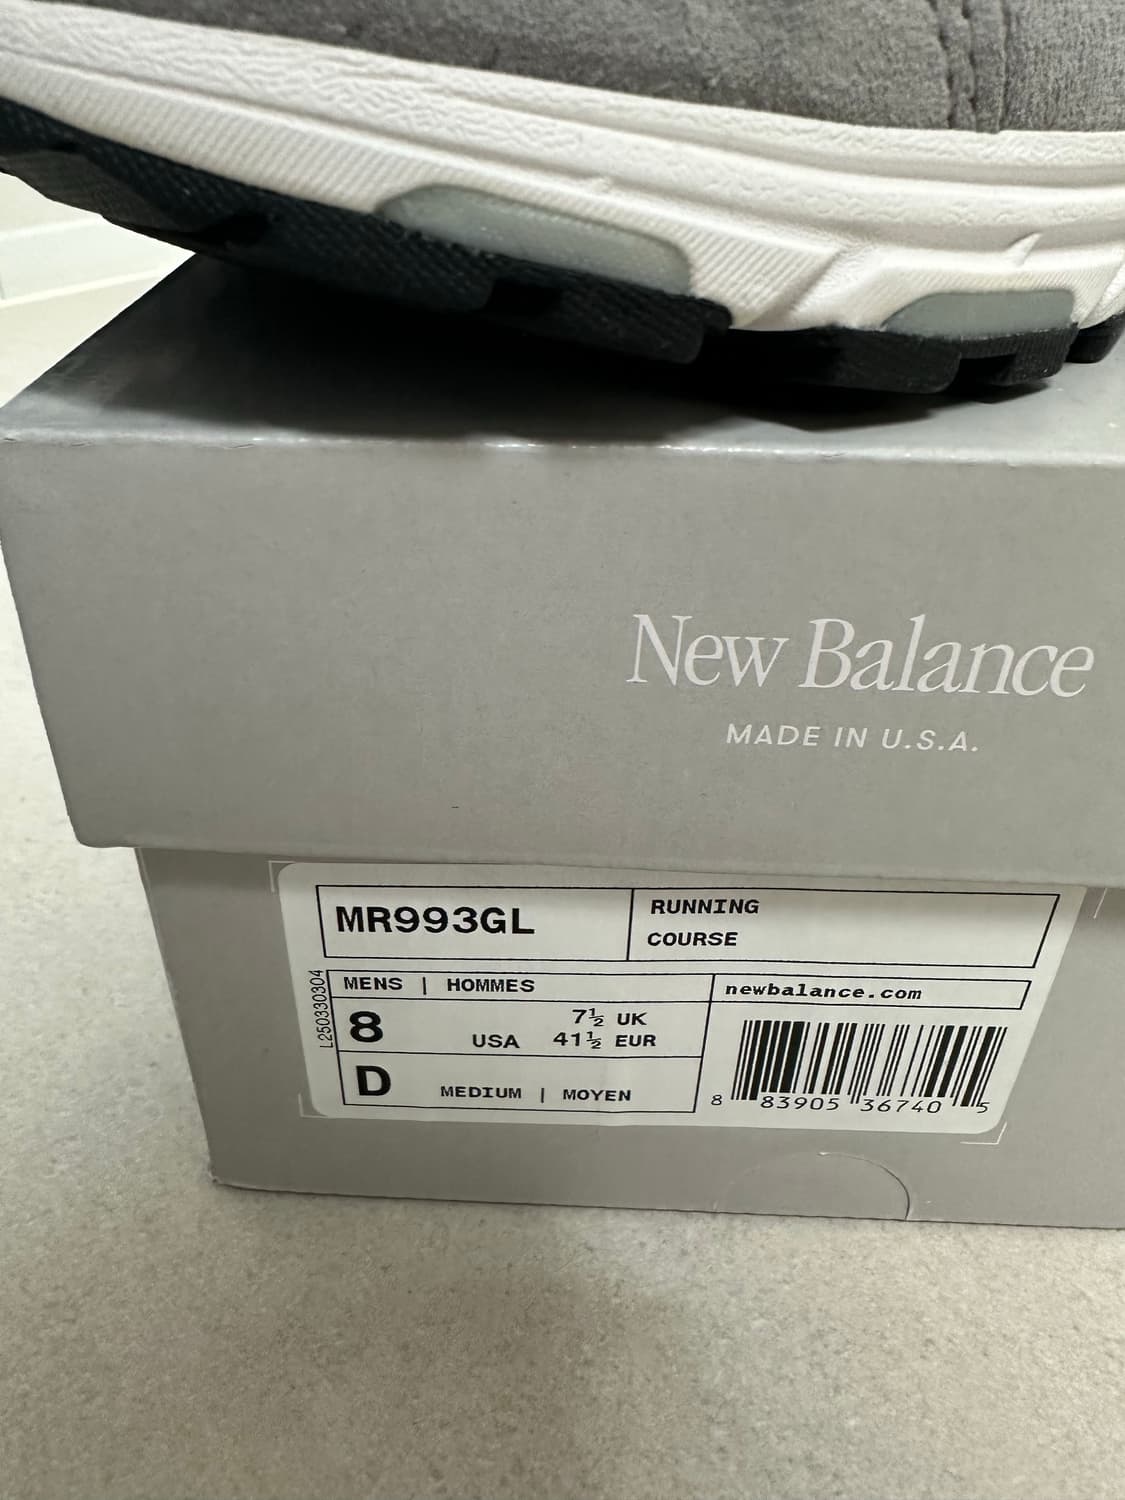 New Balance
MADE IN U.S.A.
MR993GL
RUNNING
COURSE
L250330304
MENS | HOMMES
8
USA
7½ UK
41½ EUR
D
MEDIUM | MOYEN
newbalance.com
8 83905 36740 5